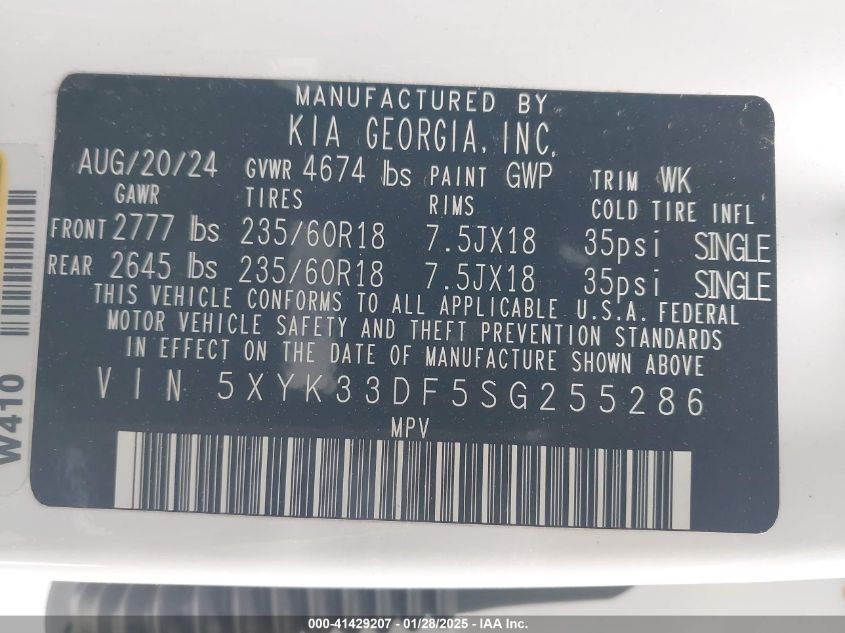 MANUFACTURED BY
KIA GEORGIA, INC.
AUG/20/24 GVWR 4674 lbs PAINT GWP TRIM WK
GAWR TIRES RIMS COLD TIRE INFL
FRONT 2777 lbs 235/60R18 7.5JX18 35psi SINGLE
REAR 2645 lbs 235/60R18 7.5JX18 35psi SINGLE
THIS VEHICLE CONFORMS TO ALL APPLICABLE U.S.A. FEDERAL
MOTOR VEHICLE SAFETY AND THEFT PREVENTION STANDARDS
IN EFFECT ON THE DATE OF MANUFACTURE SHOWN ABOVE
VIN 5XYK33DF5SG255286
MPV
W410
000-41429207 - 01/28/2025 - IAA Inc.